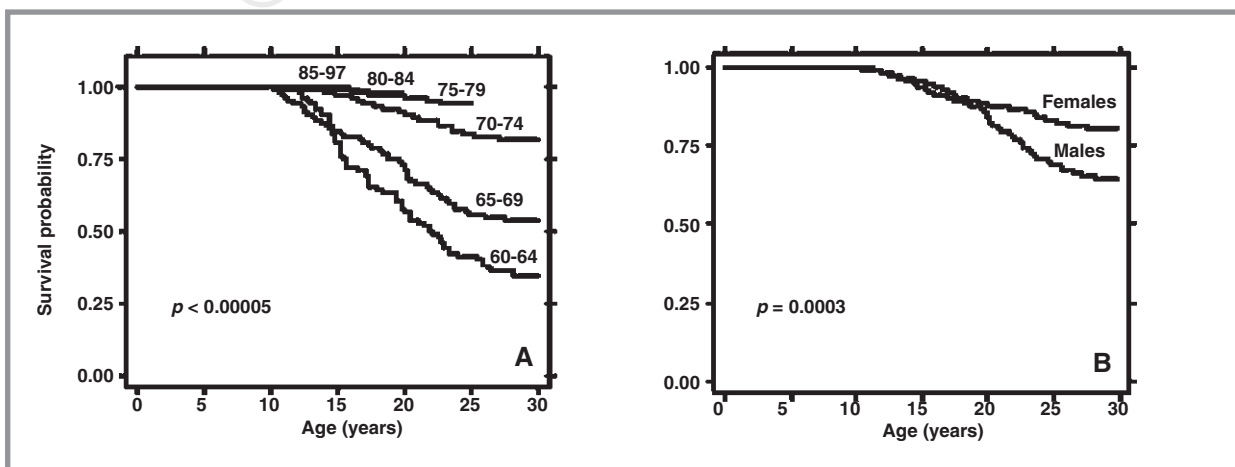 85-97
80-84
75-79
70-74
65-69
60-64
1.00
0.75
0.50
0.25
0.00
Survival probability
p < 0.00005
A
0 5 10 15 20 25 30
Age (years)
1.00
0.75
0.50
0.25
0.00
Females
Males
p = 0.0003
B
0 5 10 15 20 25 30
Age (years)